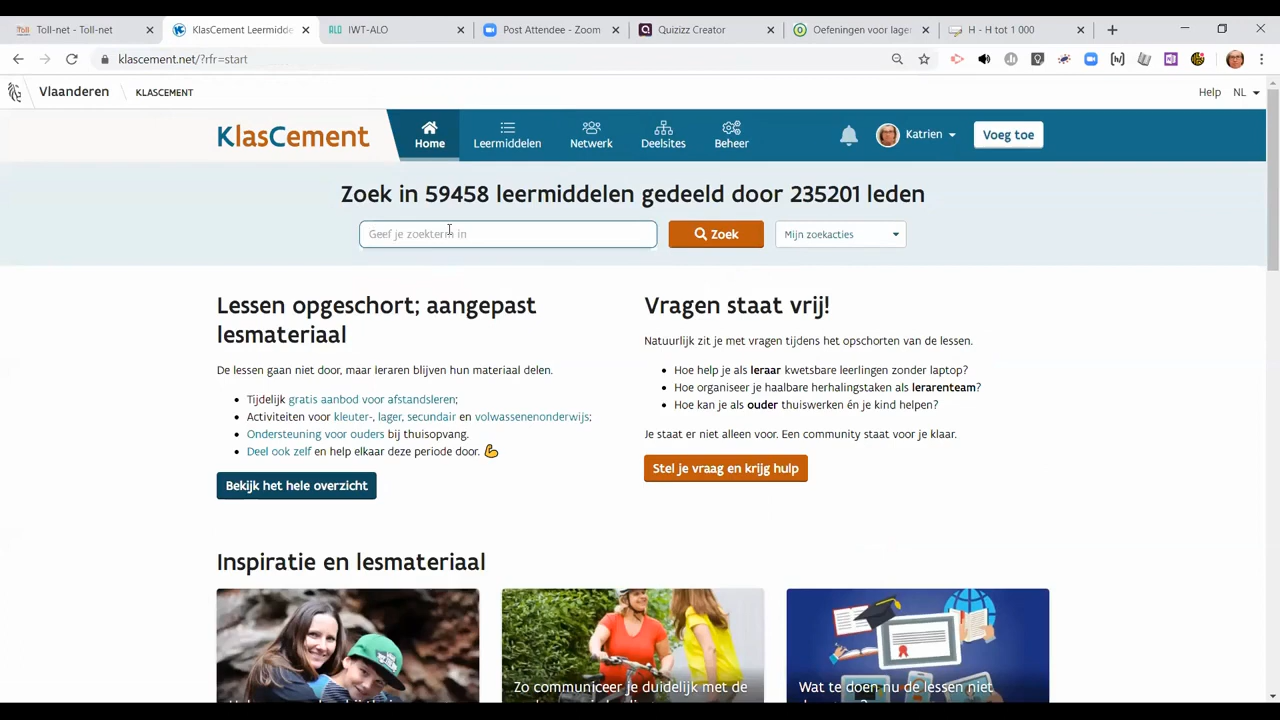 Toll-net - Toll-net
KlasCement Leermidde
IWT-ALO
Post Attendee - Zoom
Quizizz Creator
Oefeningen voor lager
H - H tot 1 000
klascement.net/?rfr=start
Vlaanderen
KLASCEMENT
Help
NL
KlasCement
Home
Leermiddelen
Netwerk
Deelsites
Beheer
Katrien
Voeg toe
Zoek in 59458 leermiddelen gedeeld door 235201 leden
Geef je zoekterm in
Zoek
Mijn zoekacties
Lessen opgeschort; aangepast
lesmateriaal
De lessen gaan niet door, maar leraren blijven hun materiaal delen.
Tijdelijk gratis aanbod voor afstandsleren;
Activiteiten voor kleuter-, lager, secundair en volwassenenonderwijs;
Ondersteuning voor ouders bij thuisopvang.
Deel ook zelf en help elkaar deze periode door. 💪
Bekijk het hele overzicht
Vragen staat vrij!
Natuurlijk zit je met vragen tijdens het opschorten van de lessen.
Hoe help je als leraar kwetsbare leerlingen zonder laptop?
Hoe organiseer je haalbare herhalingstaken als lerarenteam?
Hoe kan je als ouder thuiswerken én je kind helpen?
Je staat er niet alleen voor. Een community staat voor je klaar.
Stel je vraag en krijg hulp
Inspiratie en lesmateriaal
Zo communiceer je duidelijk met de
Wat te doen nu de lessen niet